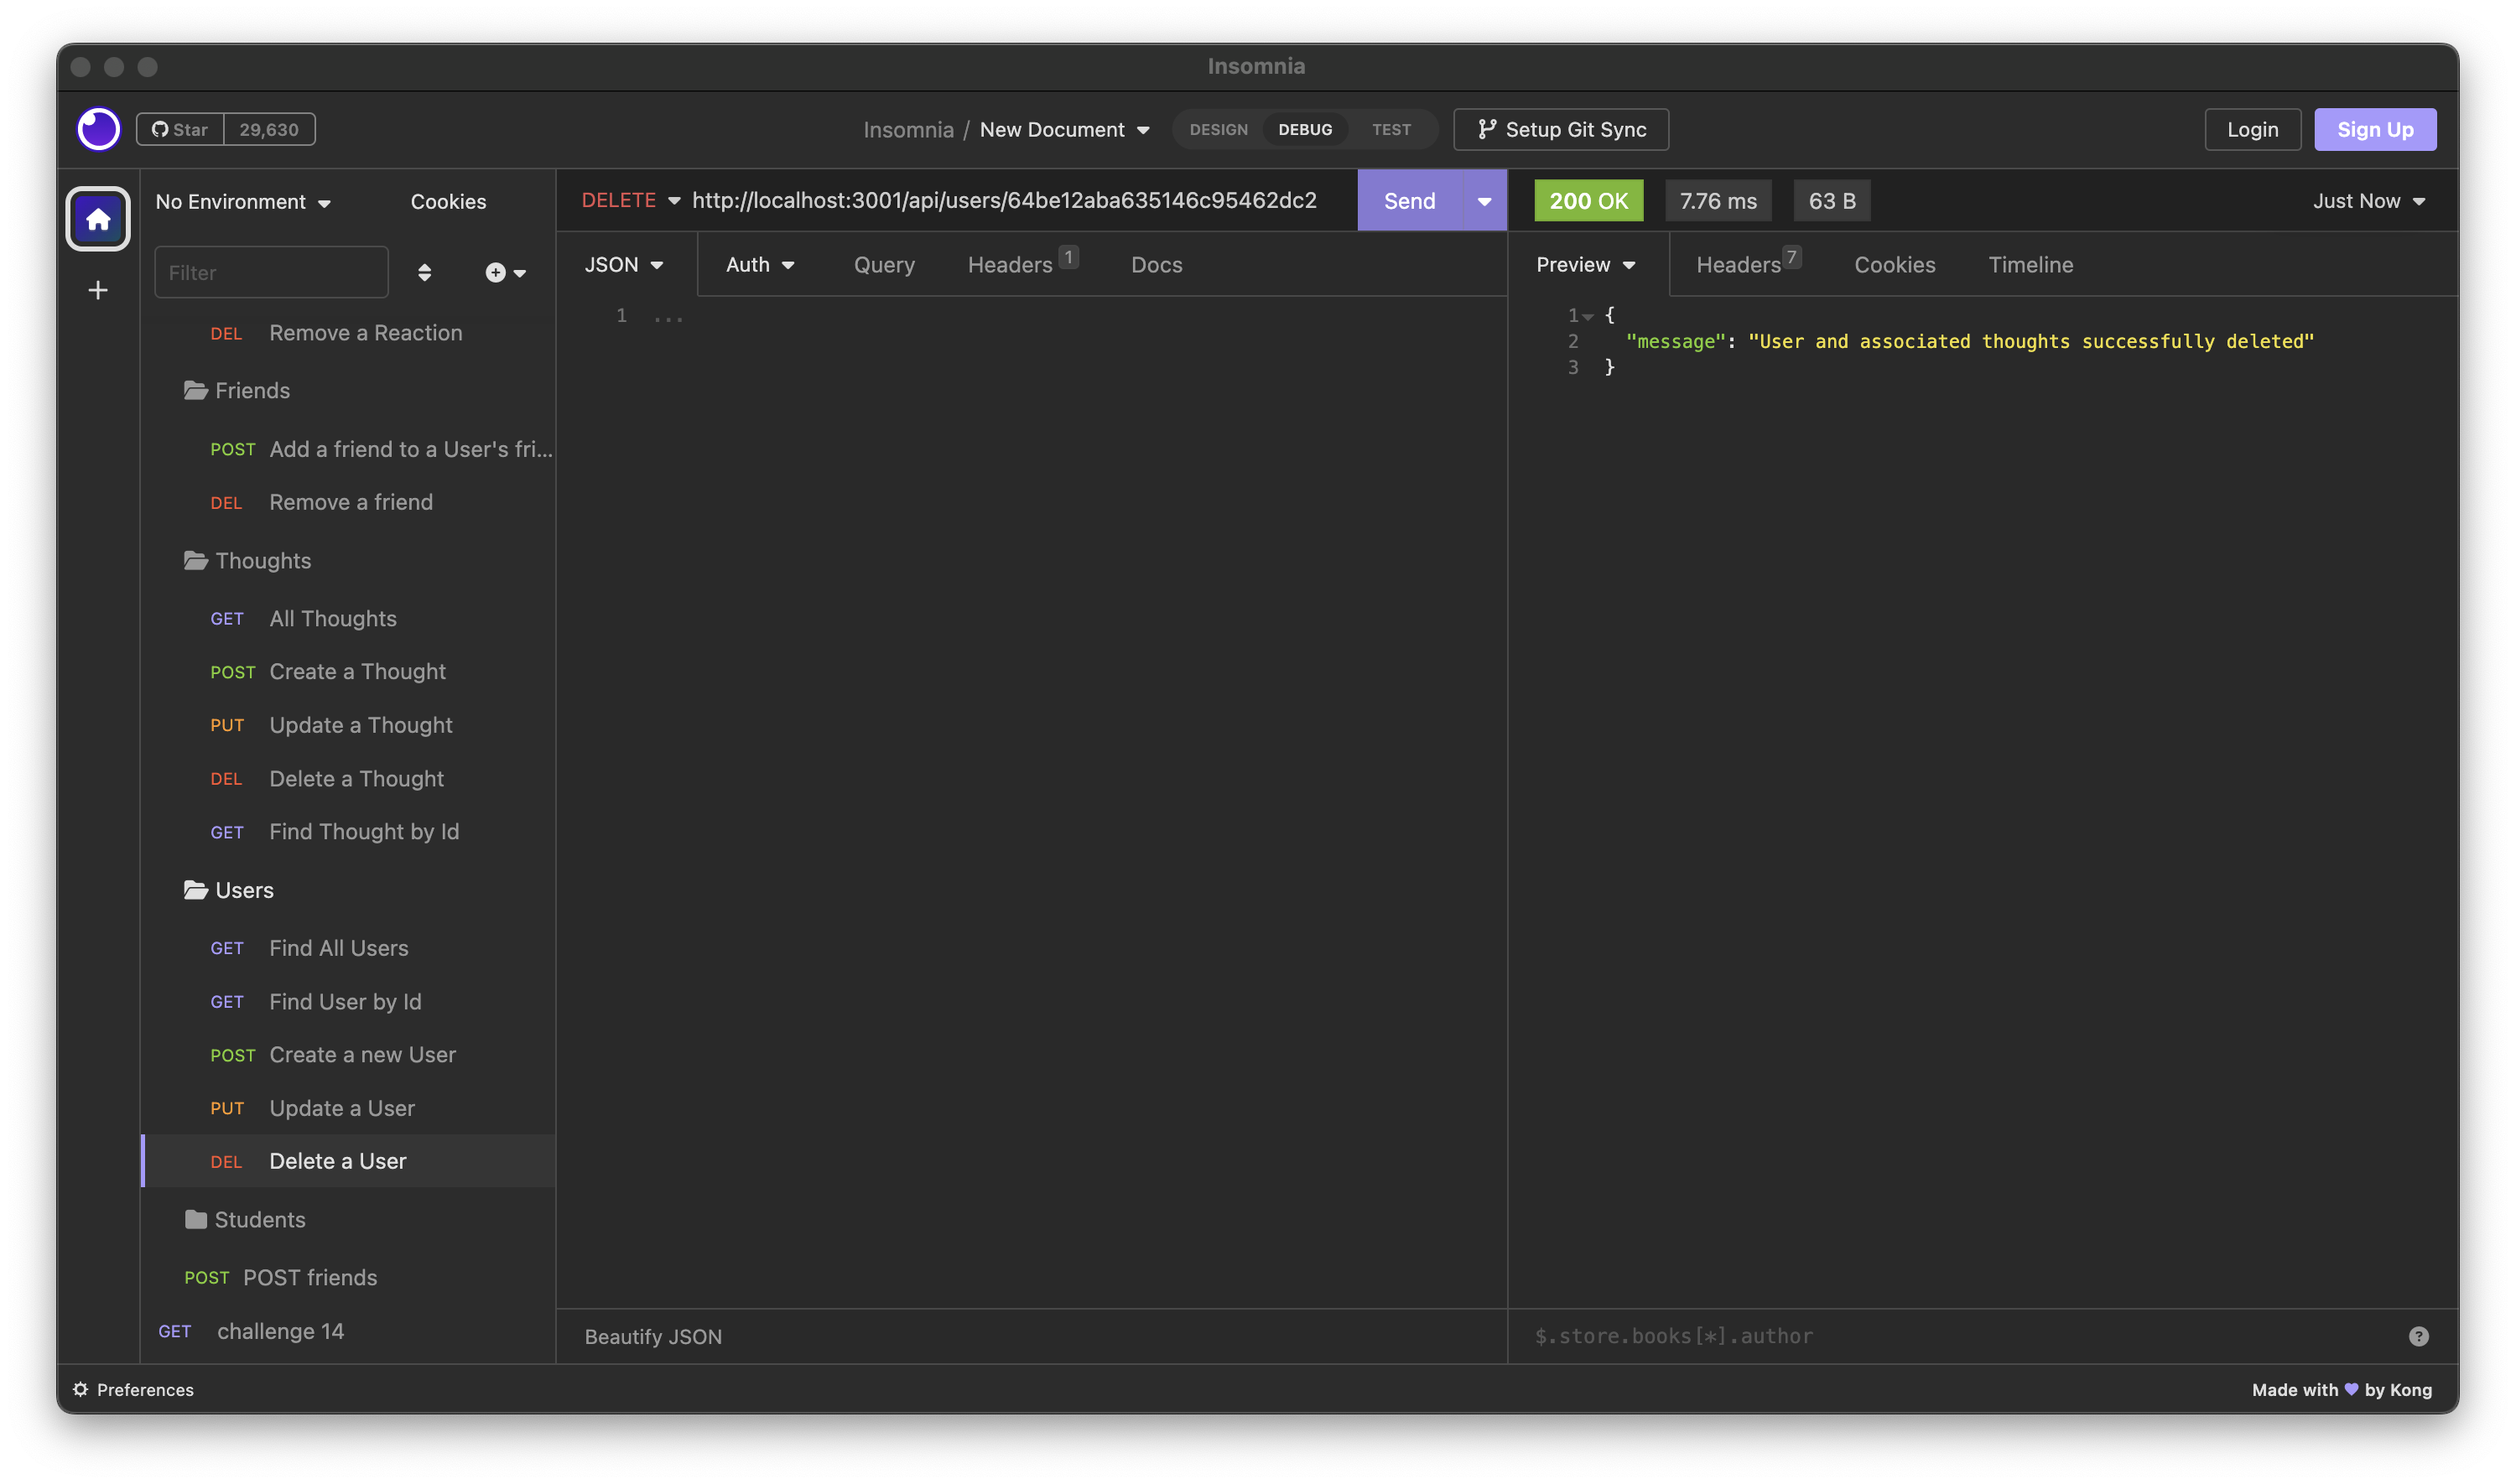 Insomnia
Star 29,630
Insomnia / New Document
DESIGN DEBUG TEST
Setup Git Sync
Login Sign Up
No Environment Cookies
Filter
DEL Remove a Reaction
Friends
POST Add a friend to a User's fri...
DEL Remove a friend
Thoughts
GET All Thoughts
POST Create a Thought
PUT Update a Thought
DEL Delete a Thought
GET Find Thought by Id
Users
GET Find All Users
GET Find User by Id
POST Create a new User
PUT Update a User
DEL Delete a User
Students
POST POST friends
GET challenge 14
DELETE http://localhost:3001/api/users/64be12aba635146c95462dc2 Send
JSON Auth Query Headers 1 Docs
1 ...
Beautify JSON
200 OK 7.76 ms 63 B Just Now
Preview Headers 7 Cookies Timeline
1 {
2 "message": "User and associated thoughts successfully deleted"
3 }
$.store.books[*].author
?
Preferences
Made with 💜 by Kong